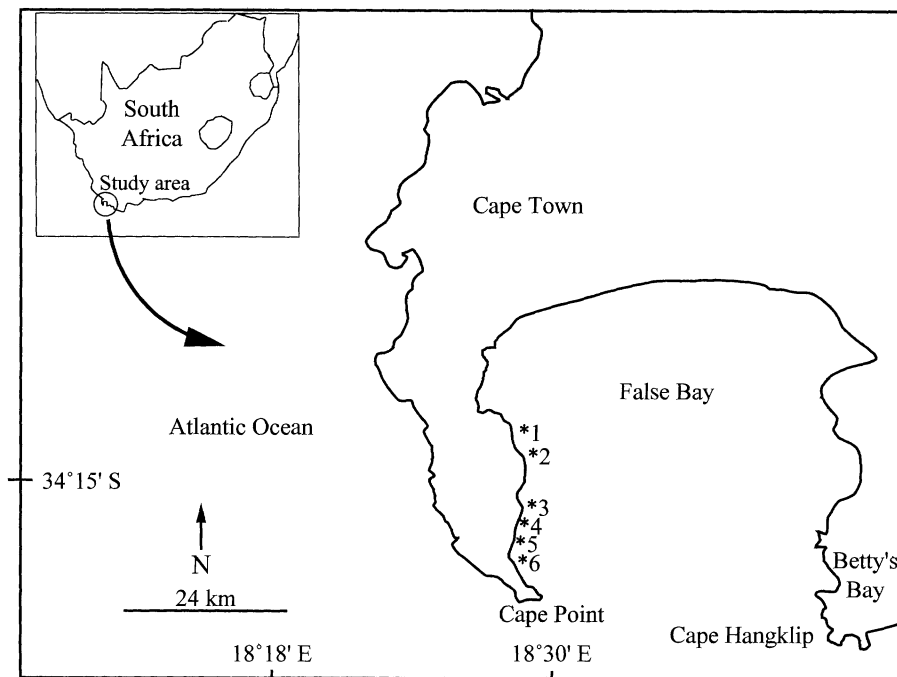 South
Africa
Study area
Cape Town
False Bay
Atlantic Ocean
*1
*2
34°15' S
*3
*4
*5
*6
N
24 km
Betty's
Bay
Cape Point
Cape Hangklip
18°18' E
18°30' E